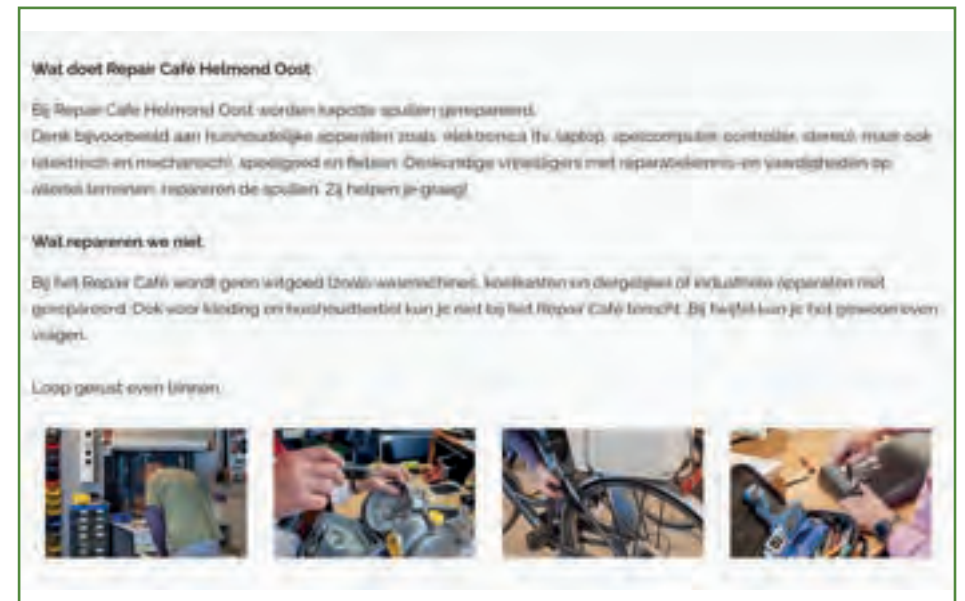 Wat doet Repair Café Helmond Oost
Bij Repair Café Helmond Oost worden kapotte spullen gerepareerd.
Denk bijvoorbeeld aan huishoudelijke apparaten zoals elektronica (tv, laptop, spelcomputer, controller, stereo), maar ook
(elektrisch en mechanisch) speelgoed en fietsen. Deskundige vrijwilligers met reparatiekennis-en vaardigheden op
allerlei terreinen, repareren de spullen. Zij helpen je graag!
Wat repareren we niet
Bij het Repair Café wordt geen witgoed (zoals wasmachines, koelkasten en dergelijke) of industriële apparaten niet
gerepareerd. Ook voor kleding en huishoudtextiel kun je niet bij het Repair Café terecht. Bij twijfel kun je het gewoon even
vragen.
Loop gerust even binnen.